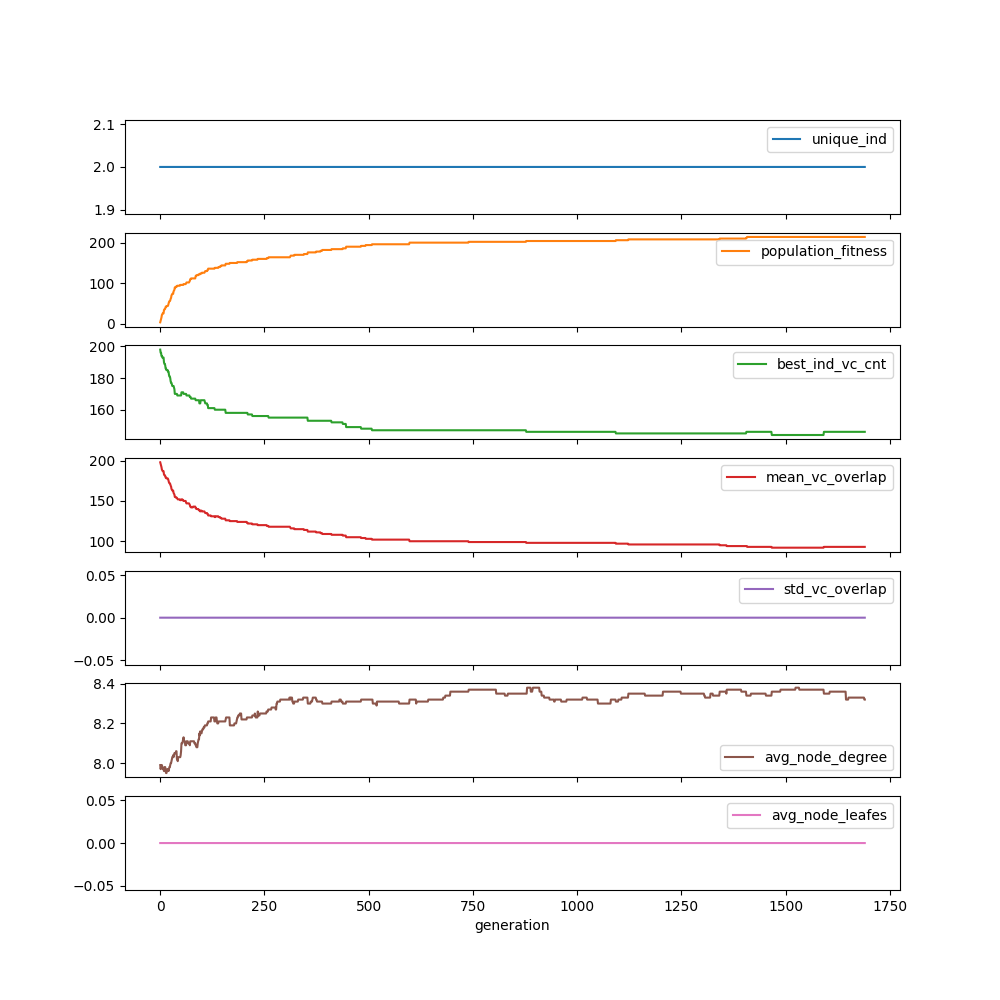 2.1
2.0
1.9
unique_ind
200
100
0
population_fitness
200
180
160
best_ind_vc_cnt
200
150
100
mean_vc_overlap
0.05
0.00
−0.05
std_vc_overlap
8.4
8.2
8.0
avg_node_degree
0.05
0.00
−0.05
avg_node_leafes
0 250 500 750 1000 1250 1500 1750
generation